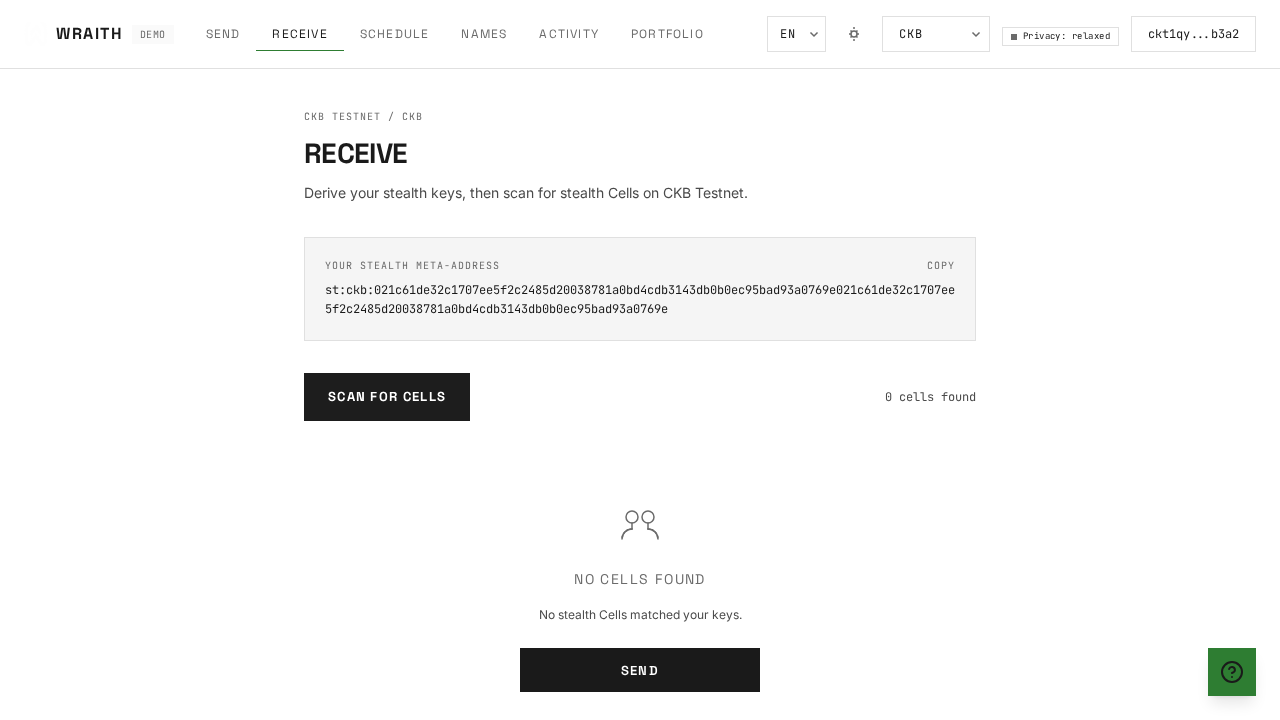 WRAITH DEMO SEND RECEIVE SCHEDULE NAMES ACTIVITY PORTFOLIO EN CKB Privacy: relaxed ckt1qy...b3a2
CKB TESTNET / CKB
RECEIVE
Derive your stealth keys, then scan for stealth Cells on CKB Testnet.
YOUR STEALTH META-ADDRESS COPY
st:ckb:021c61de32c1707ee5f2c2485d20038781a0bd4cdb3143db0b0ec95bad93a0769e021c61de32c1707ee
5f2c2485d20038781a0bd4cdb3143db0b0ec95bad93a0769e
SCAN FOR CELLS 0 cells found
NO CELLS FOUND
No stealth Cells matched your keys.
SEND